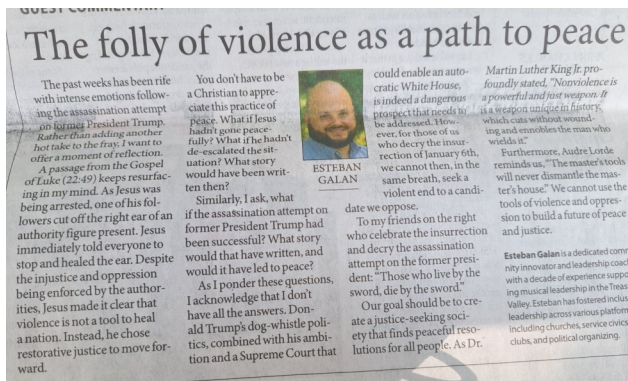 GUEST COMMENTARY
The folly of violence as a path to peace
The past weeks has been rife
with intense emotions follow-
ing the assassination attempt
on former President Trump.
Rather than adding another
hot take to the fray, I want to
offer a moment of reflection.
A passage from the Gospel
of Luke (22:49) keeps resurfac-
ing in my mind. As Jesus was
being arrested, one of his fol-
lowers cut off the right ear of an
authority figure present. Jesus
immediately told everyone to
stop and healed the ear. Despite
the injustice and oppression
being enforced by the author-
ities, Jesus made it clear that
violence is not a tool to heal
a nation. Instead, he chose
restorative justice to move for-
ward.
You don't have to be
a Christian to appre-
ciate this practice of
peace. What if Jesus
hadn't gone peace-
fully? What if he hadn't
de-escalated the sit-
uation? What story
would have been writ-
ten then?
Similarly, I ask, what
if the assassination attempt on
former President Trump had
been successful? What story
would that have written, and
would it have led to peace?
As I ponder these questions,
I acknowledge that I don't
have all the answers. Don-
ald Trump's dog-whistle poli-
tics, combined with his ambi-
tion and a Supreme Court that
ESTEBAN
GALAN
could enable an auto-
cratic White House,
is indeed a dangerous
prospect that needs to
be addressed. How-
ever, for those of us
who decry the insur-
rection of January 6th,
we cannot then, in the
same breath, seek a
violent end to a candi-
date we oppose.
To my friends on the right
who celebrate the insurrection
and decry the assassination
attempt on the former presi-
dent: "Those who live by the
sword, die by the sword."
Our goal should be to cre-
ate a justice-seeking soci-
ety that finds peaceful reso-
lutions for all people. As Dr.
Martin Luther King Jr. pro-
foundly stated, "Nonviolence is
a powerful and just weapon. It
is a weapon unique in history,
which cuts without wound-
ing and ennobles the man who
wields it."
Furthermore, Audre Lorde
reminds us, "The master's tools
will never dismantle the mas-
ter's house." We cannot use the
tools of violence and oppres-
sion to build a future of peace
and justice.
Esteban Galan is a dedicated comm
nity innovator and leadership coach
with a decade of experience suppo
ing musical leadership in the Treas
Valley. Esteban has fostered inclus
leadership across various platform
including churches, service civics
clubs, and political organizing.